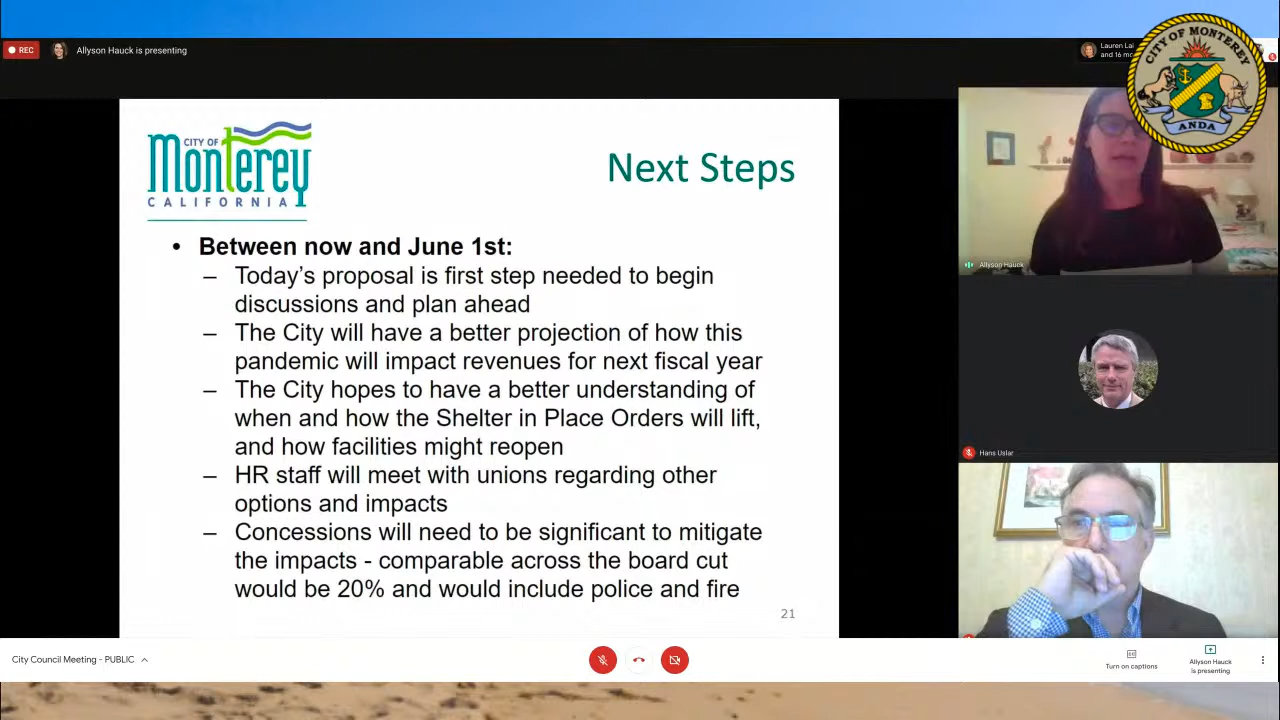 REC
Allyson Hauck is presenting
Lauren Lai
CITY OF MONTEREY
ANDA
CITY OF
Monterey
CALIFORNIA
Next Steps
• Between now and June 1st:
– Today's proposal is first step needed to begin
discussions and plan ahead
– The City will have a better projection of how this
pandemic will impact revenues for next fiscal year
– The City hopes to have a better understanding of
when and how the Shelter in Place Orders will lift,
and how facilities might reopen
– HR staff will meet with unions regarding other
options and impacts
– Concessions will need to be significant to mitigate
the impacts - comparable across the board cut
would be 20% and would include police and fire
21
Allyson Hauck
Hans Uslar
City Council Meeting - PUBLIC
Turn on captions
Allyson Hauck
is presenting